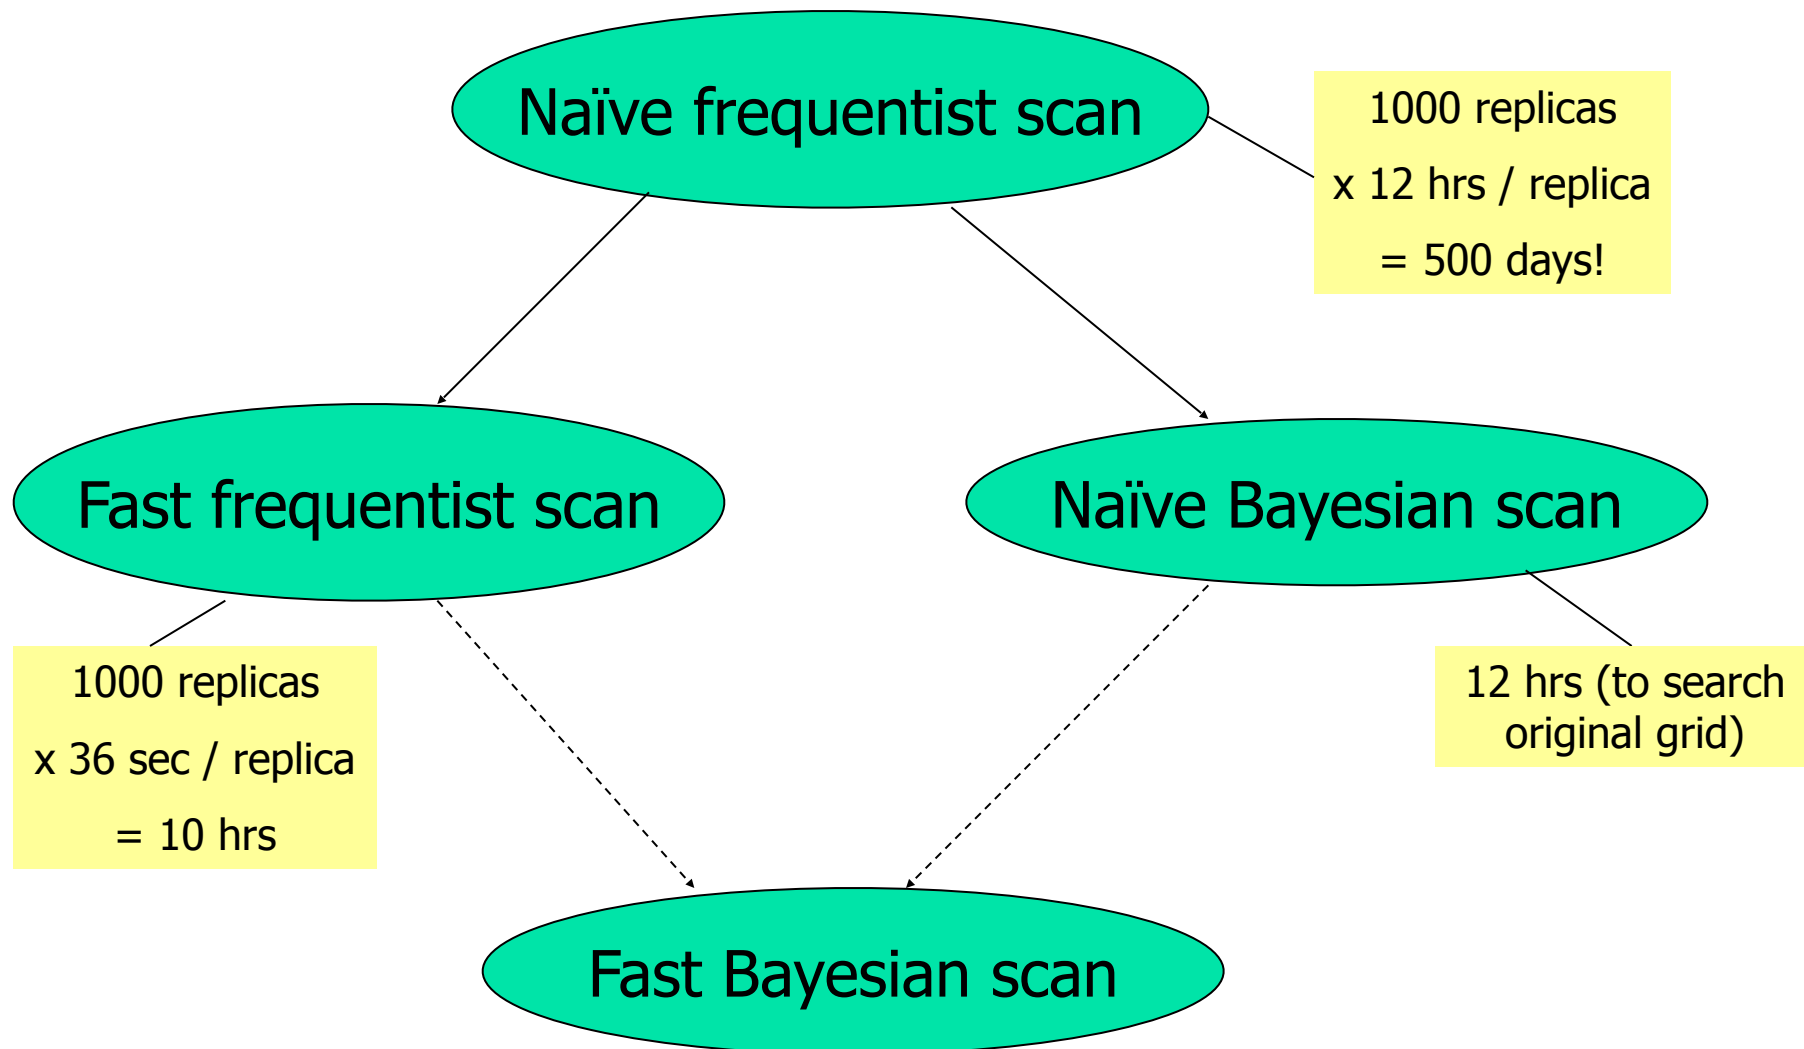 Naïve frequentist scan
1000 replicas
x 12 hrs / replica
= 500 days!
Fast frequentist scan
Naïve Bayesian scan
1000 replicas
x 36 sec / replica
= 10 hrs
12 hrs (to search
original grid)
Fast Bayesian scan